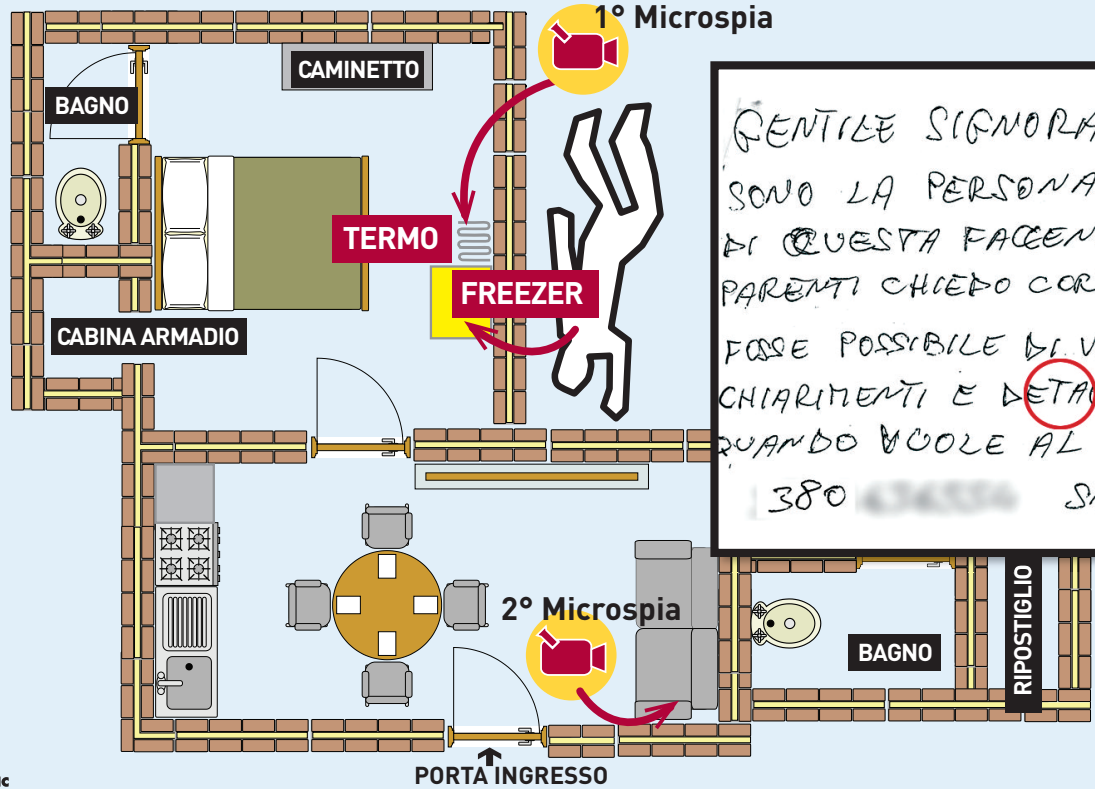 1° Microspia
CAMINETTO
BAGNO
TERMO
FREEZER
CABINA ARMADIO
GENTILE SIGNORA
SONO LA PERSONA
DI QUESTA FACCEN
PARENTI CHIEDO COR
FOSSE POSSIBILE DI V
CHIARIMENTI E DETA
QUANDO VUOLE AL
380
2° Microspia
BAGNO
RIPOSTIGLIO
PORTA INGRESSO